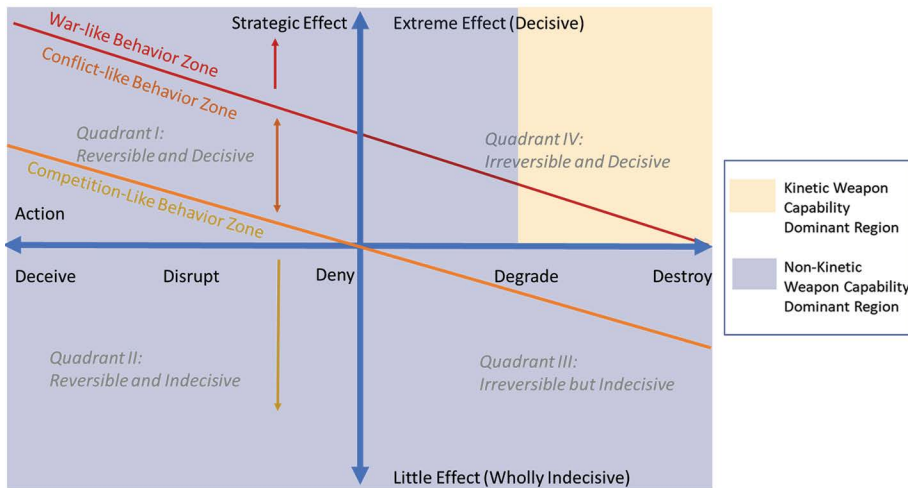 Strategic Effect
Extreme Effect (Decisive)
War-like Behavior Zone
Conflict-like Behavior Zone
Quadrant I:
Reversible and Decisive
Quadrant IV:
Irreversible and Decisive
Competition-Like Behavior Zone
Action
Deceive
Disrupt
Deny
Degrade
Destroy
Quadrant II:
Reversible and Indecisive
Quadrant III:
Irreversible but Indecisive
Little Effect (Wholly Indecisive)
Kinetic Weapon
Capability
Dominant Region
Non-Kinetic
Weapon Capability
Dominant Region